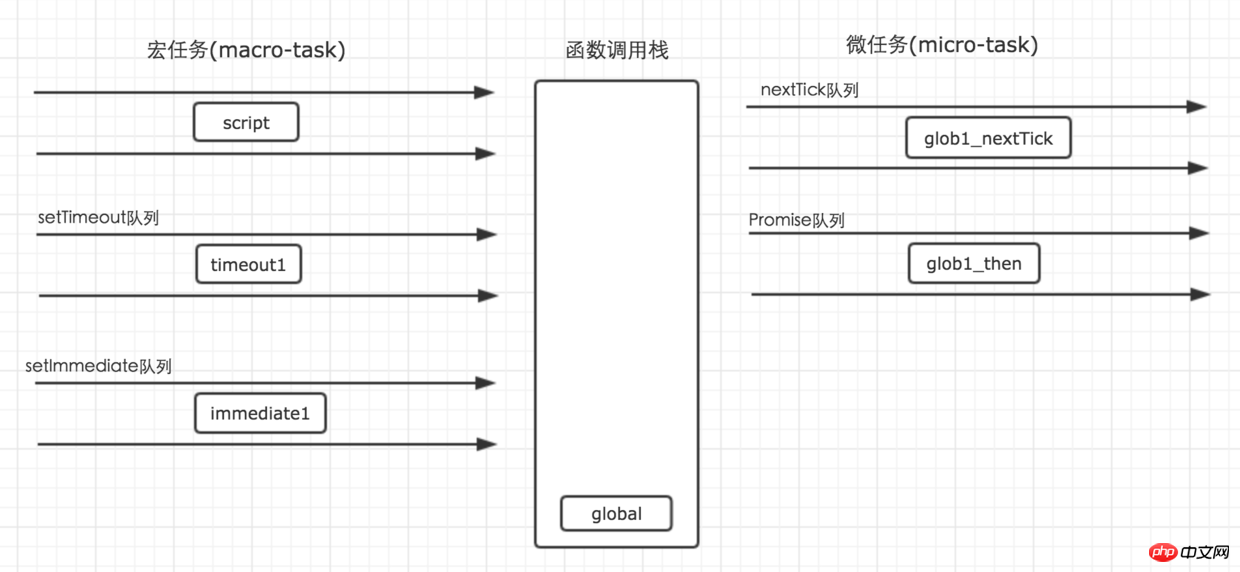 宏任务(macro-task)
script
setTimeout队列
timeout1
setImmediate队列
immediate1
函数调用栈
global
微任务(micro-task)
nextTick队列
glob1_nextTick
Promise队列
glob1_then
php 中文网